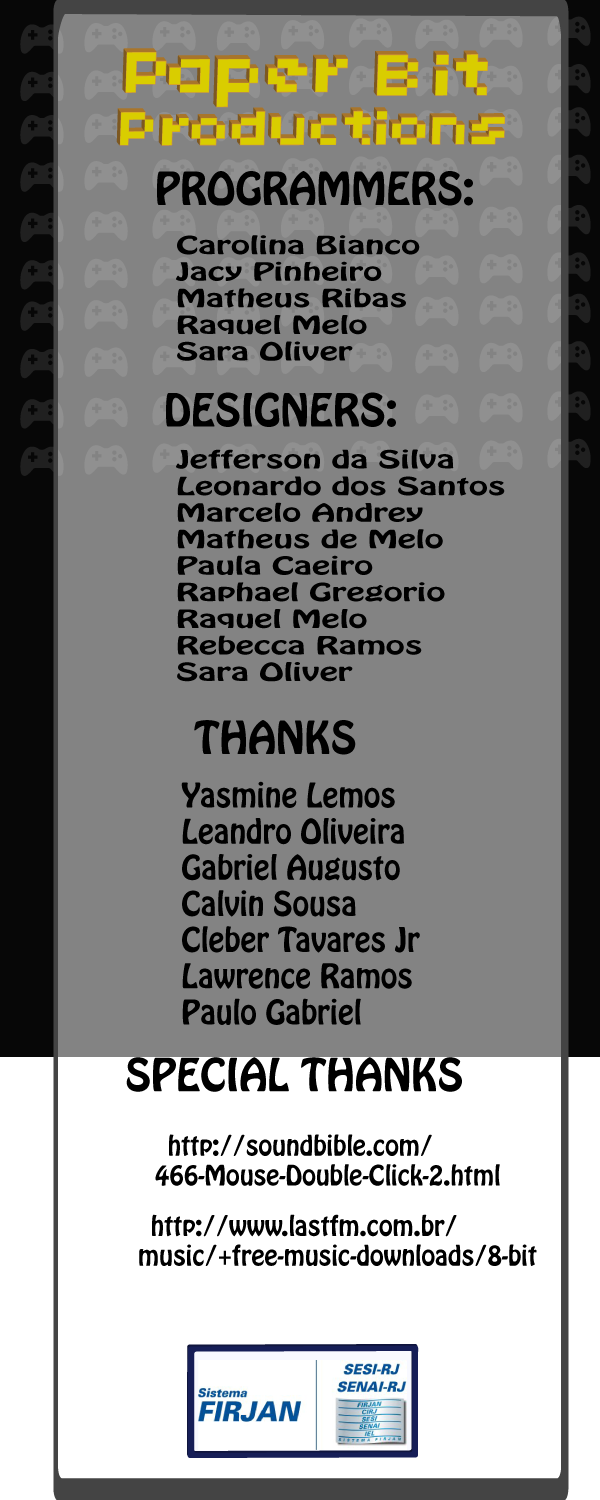 Paper Bit
Productions
PROGRAMMERS:
Carolina Bianco
Jacy Pinheiro
Matheus Ribas
Raquel Melo
Sara Oliver
DESIGNERS:
Jefferson da Silva
Leonardo dos Santos
Marcelo Andrey
Matheus de Melo
Paula Caeiro
Raphael Gregorio
Raquel Melo
Rebecca Ramos
Sara Oliver
THANKS
Yasmine Lemos
Leandro Oliveira
Gabriel Augusto
Calvin Sousa
Cleber Tavares Jr
Lawrence Ramos
Paulo Gabriel
SPECIAL THANKS
http://soundbible.com/
466-Mouse-Double-Click-2.html
http://www.lastfm.com.br/
music/+free-music-downloads/8-bit
Sistema
FIRJAN
SESI-RJ
SENAI-RJ
FIRJAN
CIRJ
SESI
SENAI
IEL
SISTEMA FIRJAN